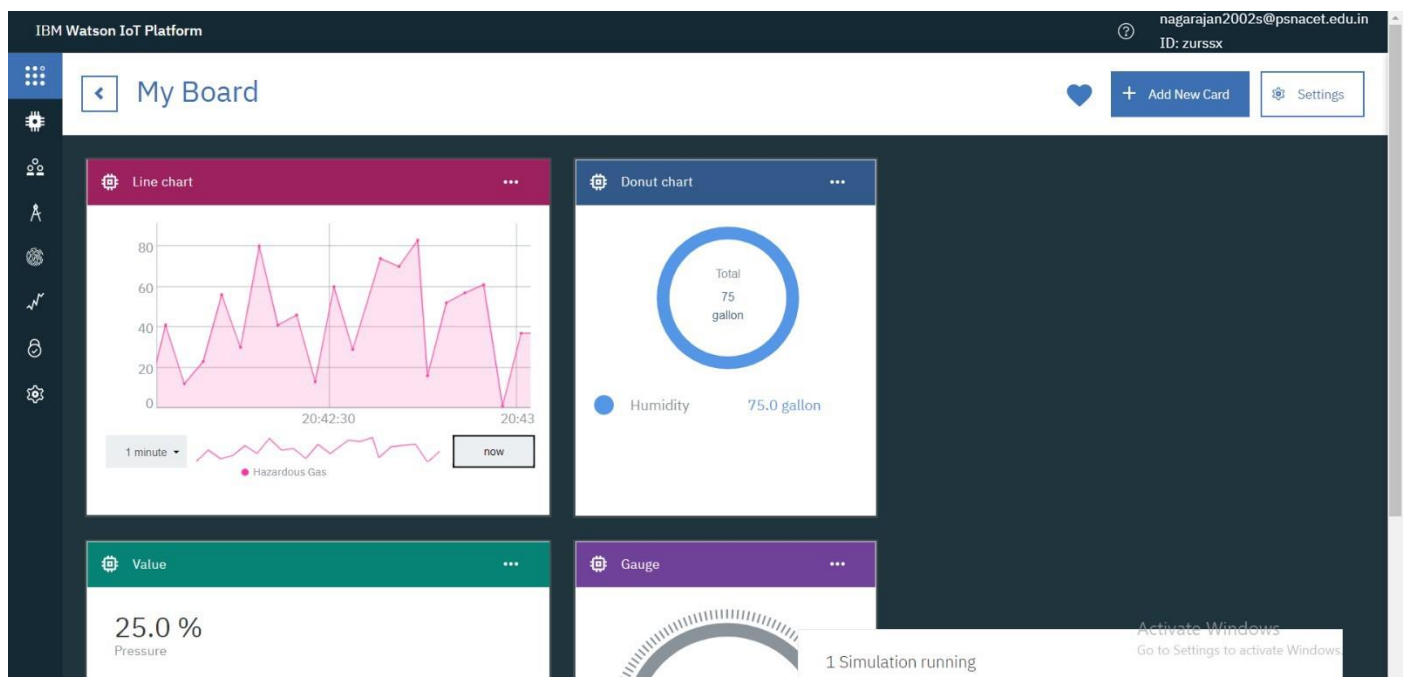 IBM Watson IoT Platform
nagarajan2002s@psnacet.edu.in
ID: zurssx
My Board
+ Add New Card
Settings
Line chart
80
60
40
20
0
20:42:30 20:43
1 minute
now
Hazardous Gas
Donut chart
Total
75
gallon
Humidity 75.0 gallon
Value
25.0 %
Pressure
Gauge
1 Simulation running
Activate Windows
Go to Settings to activate Windows.